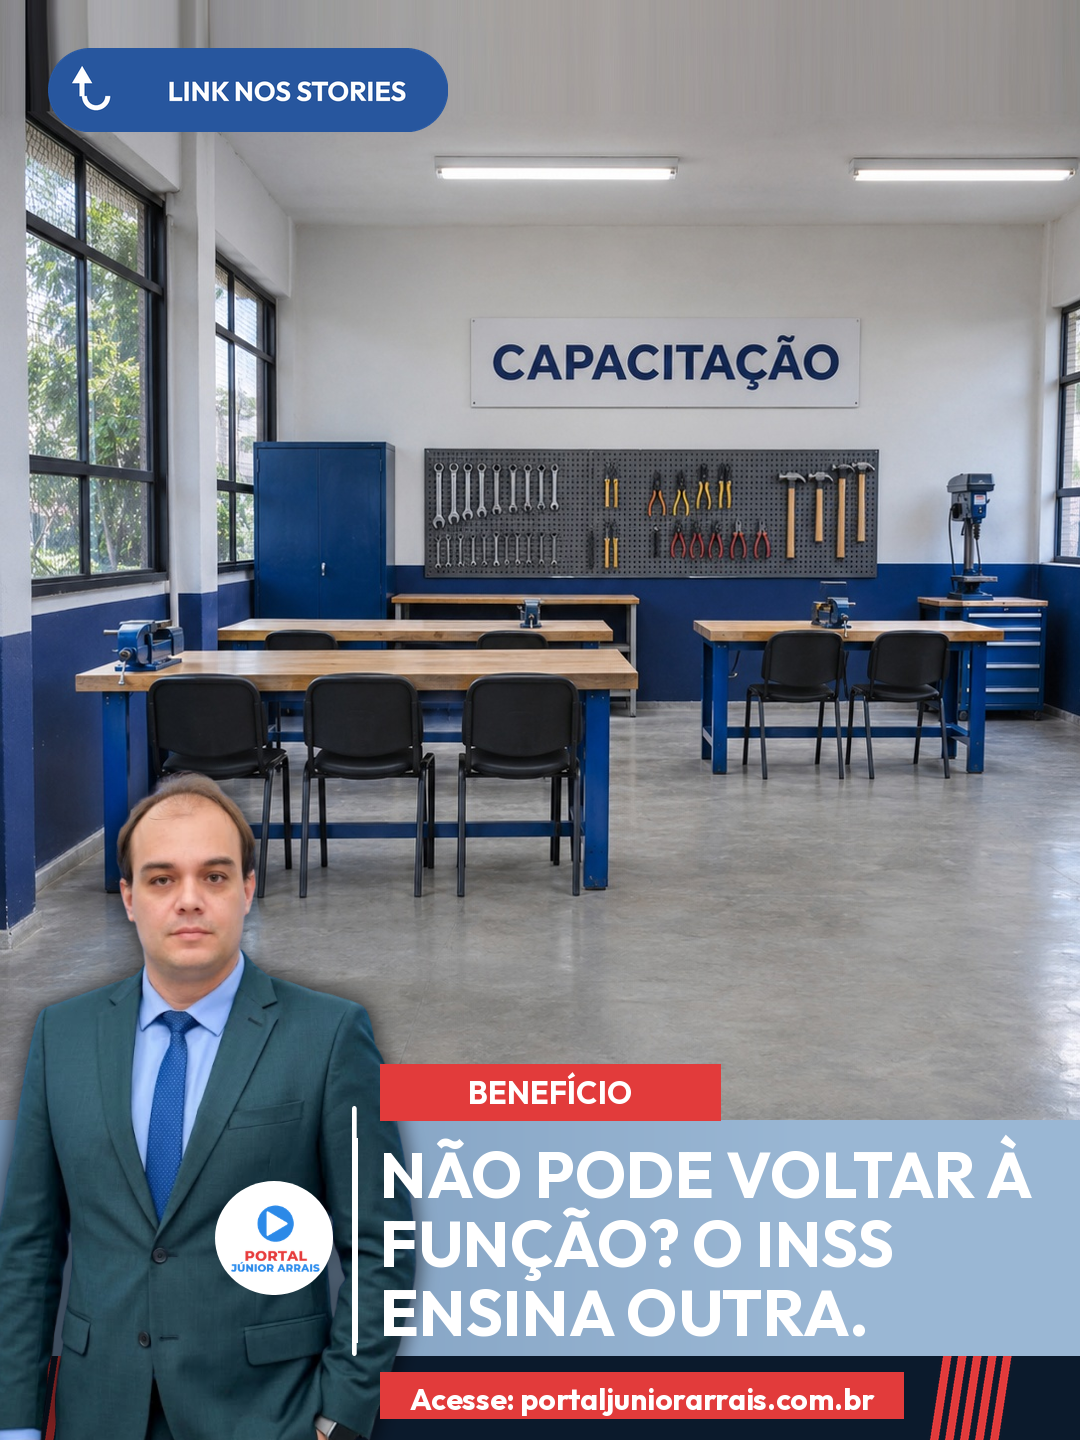 LINK NOS STORIES
CAPACITAÇÃO
BENEFÍCIO
NÃO PODE VOLTAR À
FUNÇÃO? O INSS
ENSINA OUTRA.
PORTAL
JÚNIOR ARRAIS
Acesse: portaljuniorarrais.com.br